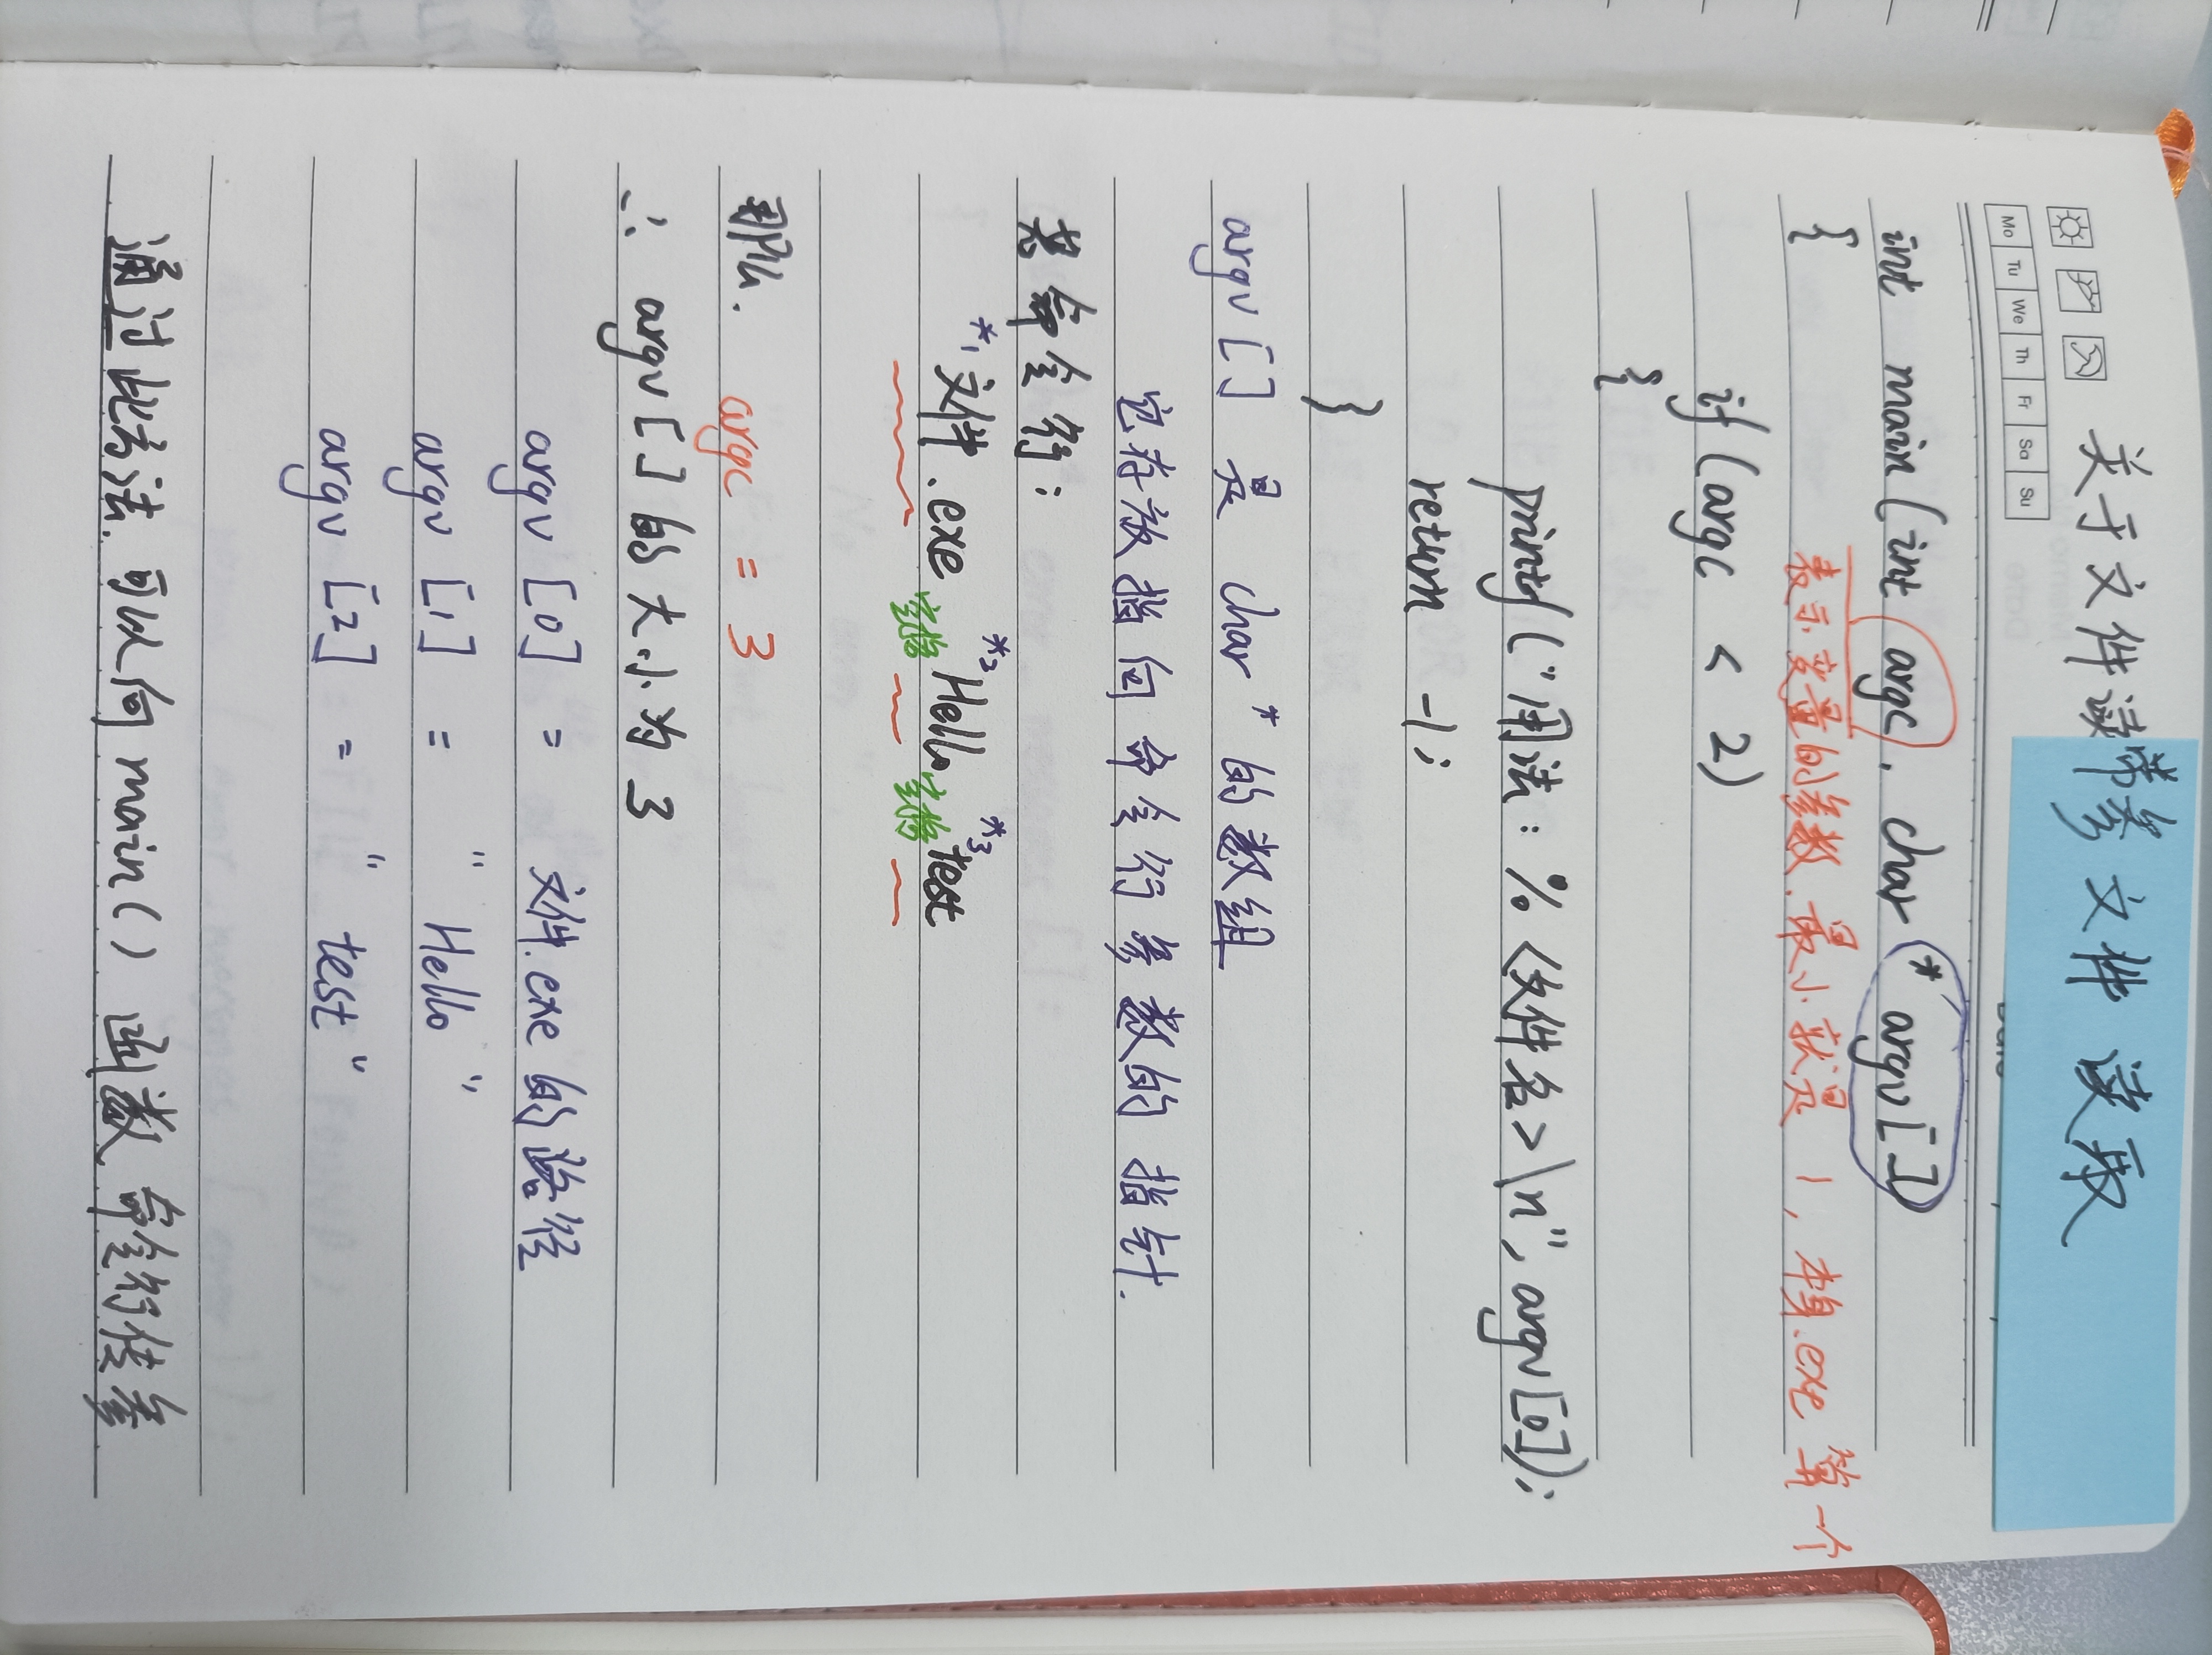 关于文件读带参文件 读取
Mo Tu We Th Fr Sa Su
int main (int argc, char * argv[])
{
表示变量的参数,最小就是 1, 本身.exe 算一个
if (argc < 2)
{
printf ("用法: % <文件名>\n", argv[0]);
return -1;
}
argv[] 是 char* 的数组
它存放指向命令行参数的 指针.
若命令行:
*1 *2 *3
文件.exe 空格 Hello 空格 test
那么, argc = 3
∴ argv[] 的大小为 3
argv [0] = 文件.exe 的路径
argv [1] = " Hello "
argv [2] = " test "
通过此方法,可以向 main() 函数 命令行传参